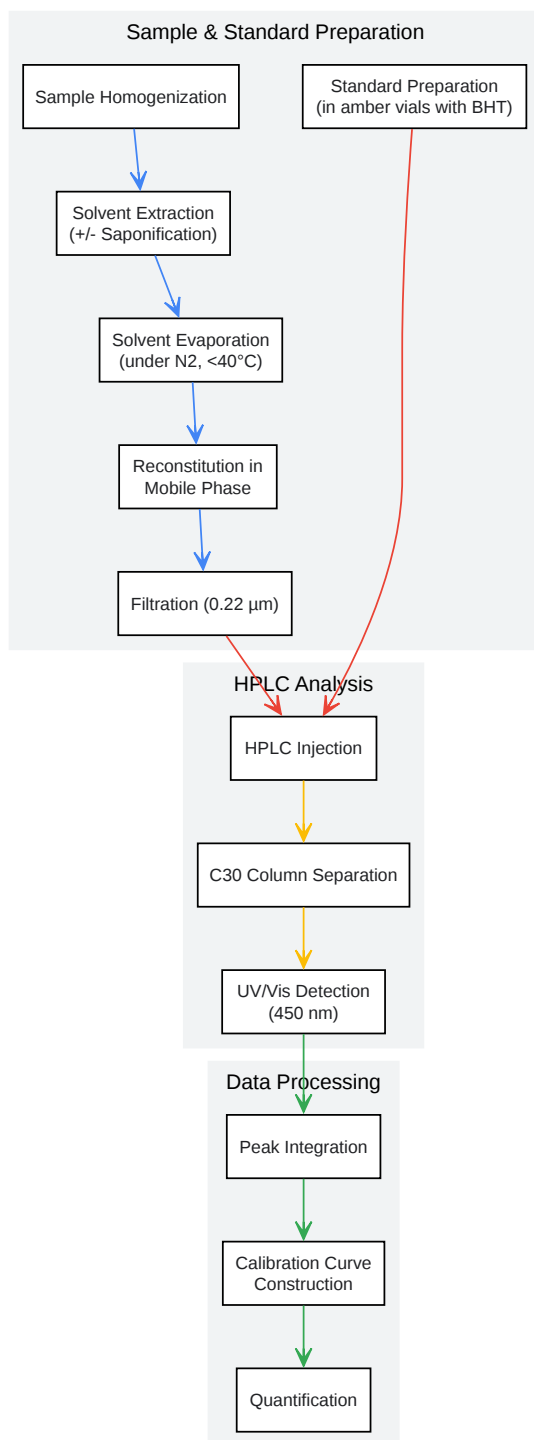 Sample & Standard Preparation
Sample Homogenization
Standard Preparation
(in amber vials with BHT)
Solvent Extraction
(+/- Saponification)
Solvent Evaporation
(under N2, <40°C)
Reconstitution in
Mobile Phase
Filtration (0.22 µm)
HPLC Analysis
HPLC Injection
C30 Column Separation
UV/Vis Detection
(450 nm)
Data Processing
Peak Integration
Calibration Curve
Construction
Quantification